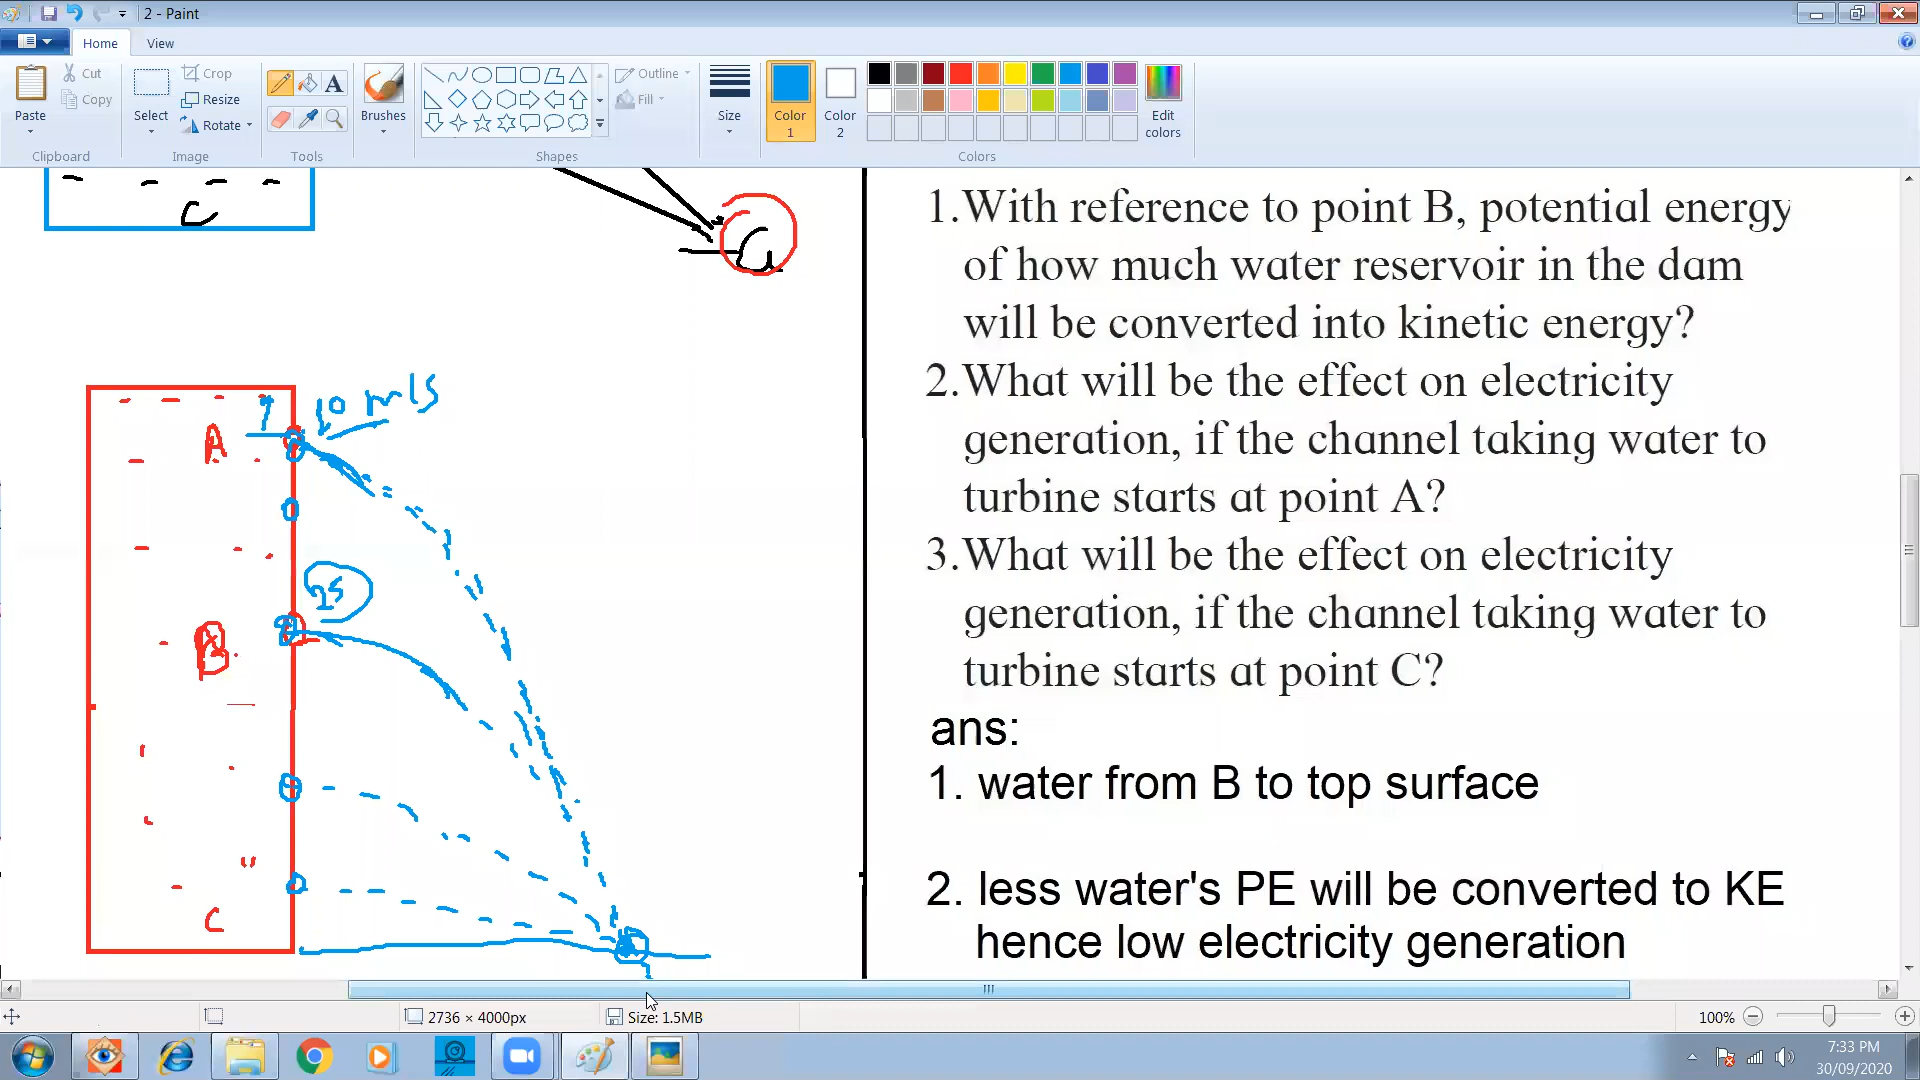 2 - Paint
Home
View
Paste
Cut
Copy
Clipboard
Select
Crop
Resize
Rotate
Image
Tools
Brushes
Shapes
Outline
Fill
Size
Color 1
Color 2
Edit colors
Colors
C
G
10 m/s
A
25
B
C
1.With reference to point B, potential energy
of how much water reservoir in the dam
will be converted into kinetic energy?
2.What will be the effect on electricity
generation, if the channel taking water to
turbine starts at point A?
3.What will be the effect on electricity
generation, if the channel taking water to
turbine starts at point C?
ans:
1. water from B to top surface
2. less water's PE will be converted to KE
hence low electricity generation
2736 × 4000px
Size: 1.5MB
100%
7:33 PM
30/09/2020